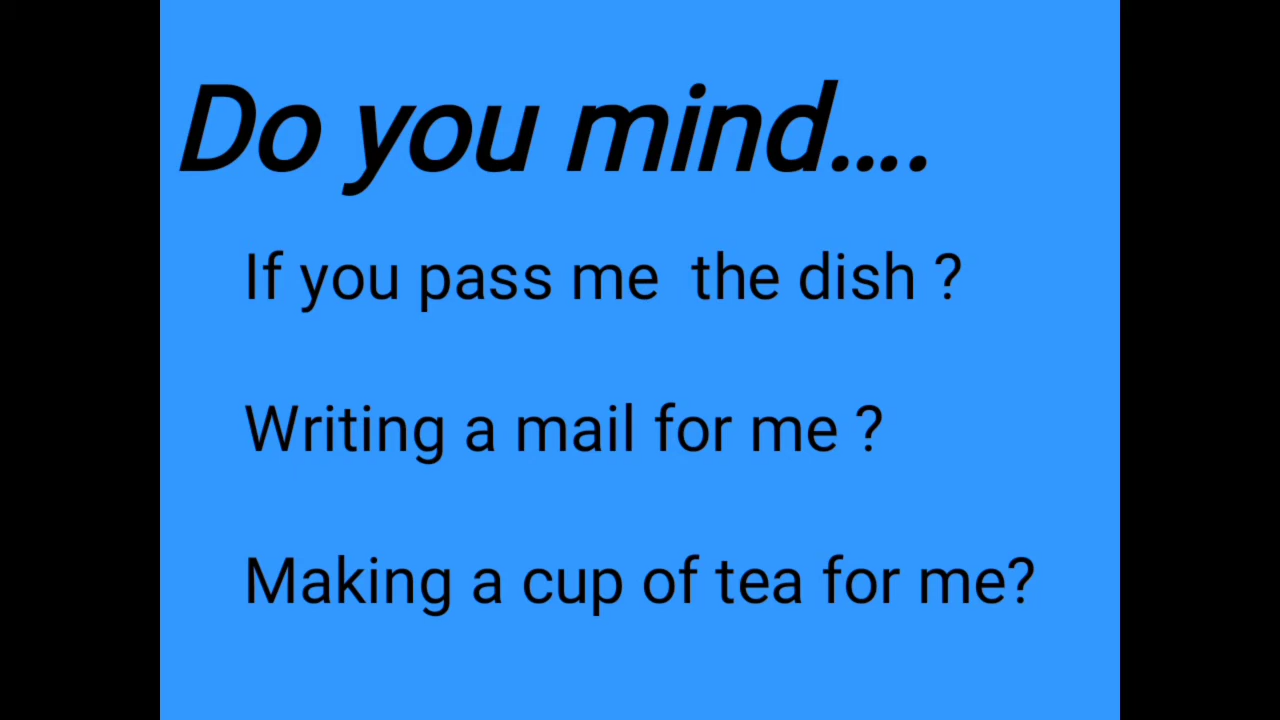 Do you mind....
If you pass me  the dish ?
Writing a mail for me ?
Making a cup of tea for me?